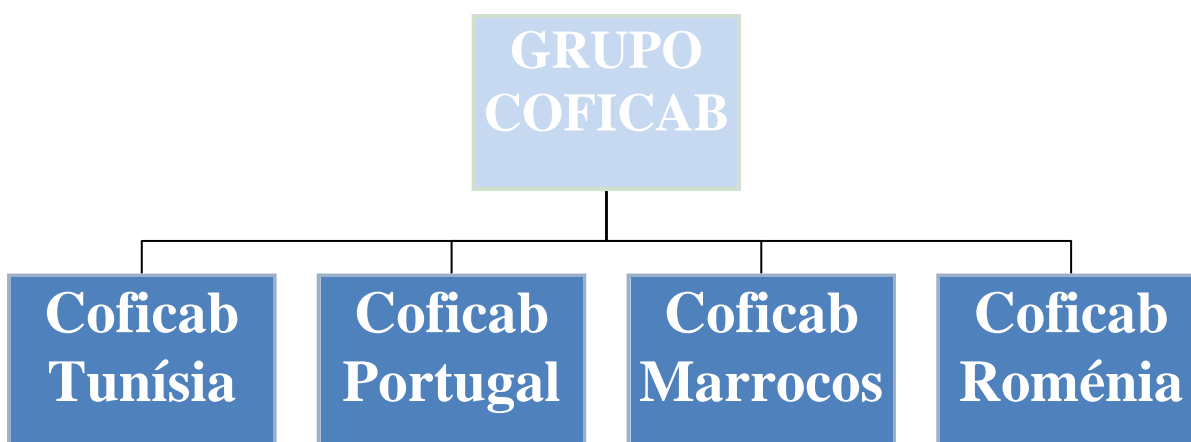 GRUPO
COFICAB
Coficab
Tunísia
Coficab
Portugal
Coficab
Marrocos
Coficab
Roménia